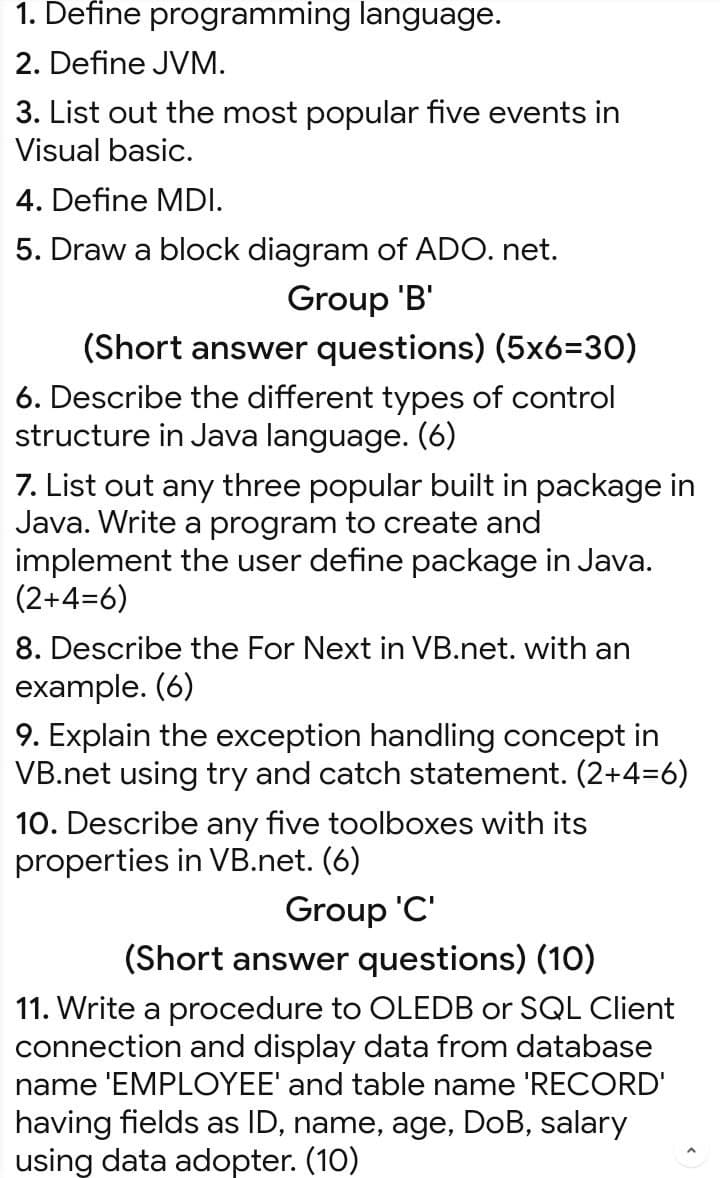 1. Define programming language.
2. Define JVM.
3. List out the most popular five events in
Visual basic.
4. Define MDI.
5. Draw a block diagram of ADO. net.
Group 'B'
(Short answer questions) (5x6=30)
6. Describe the different types of control
structure in Java language. (6)
7. List out any three popular built in package in
Java. Write a program to create and
implement the user define package in Java.
(2+4=6)
8. Describe the For Next in VB.net. with an
example. (6)
9. Explain the exception handling concept in
VB.net using try and catch statement. (2+4=6)
10. Describe any five toolboxes with its
properties in VB.net. (6)
Group 'C'
(Short answer questions) (10)
11. Write a procedure to OLEDB or SQL Client
connection and display data from database
name 'EMPLOYEE' and table name 'RECORD'
having fields as ID, name, age, DoB, salary
using data adopter. (10)